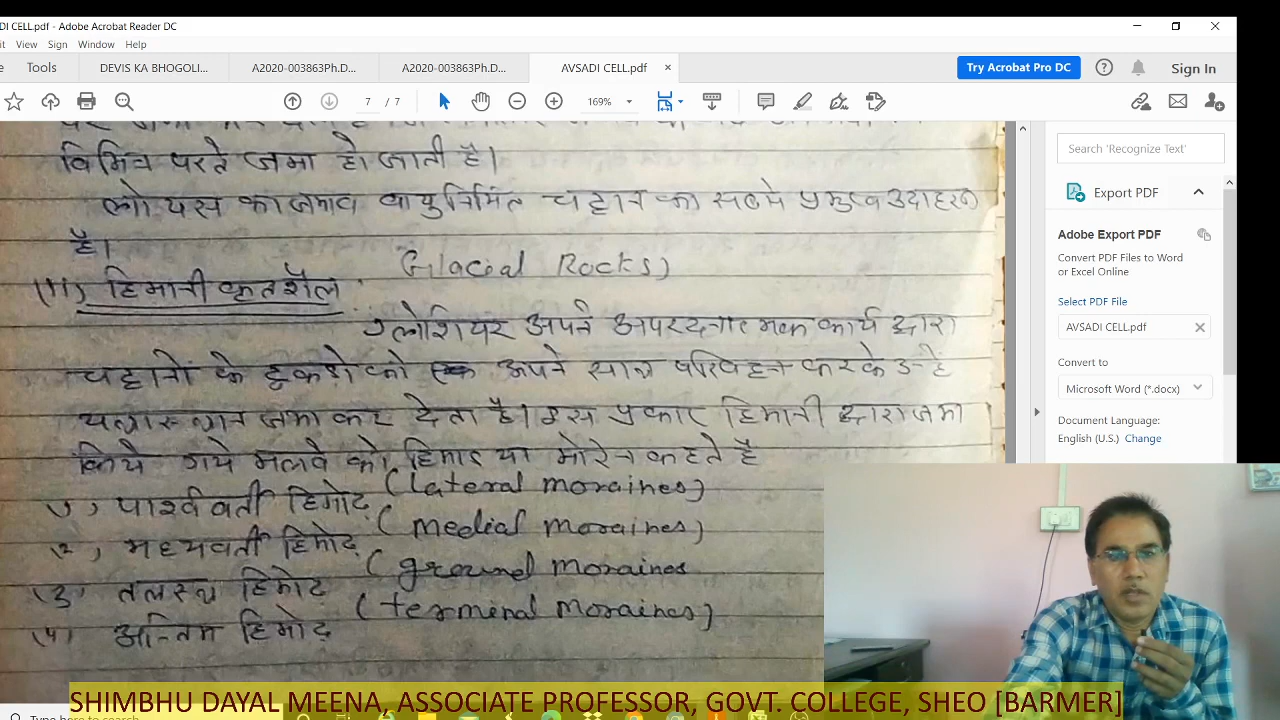 DI CELL.pdf - Adobe Acrobat Reader DC
View Sign Window Help
Tools DEVIS KA BHOGOLI... A2020-003863Ph.D... A2020-003863Ph.D... AVSADI CELL.pdf Try Acrobat Pro DC Sign In
7 / 7 169%
विभिन्न परते जमा हो जाती है।
लोयस का जमाव वायुनिर्मित चट्टान का सबसे प्रमुख उदाहरण
है।
(Glacial Rocks)
(11) हिमानी कृत शैल
ग्लेशियर अपने अपरदनात्मक कार्य द्वारा
चट्टानो के टुकड़ो को अपने साथ परिवहन करके उन्हे
यथास्थान जमा कर देता है। इस प्रकार हिमानी द्वारा जमा
किये गये मलवे को हिमोढ़ या मोरेन कहते है
(1) पार्श्ववर्ती हिमोढ़ (lateral moraines)
(2) मध्यवर्ती हिमोढ़ (medial moraines)
(3) तलस्थ हिमोढ़ (ground moraines
(4) अन्तिम हिमोढ़ (terminal moraines)
Search 'Recognize Text'
Export PDF
Adobe Export PDF
Convert PDF Files to Word
or Excel Online
Select PDF File
AVSADI CELL.pdf
Convert to
Microsoft Word (*.docx)
Document Language:
English (U.S.) Change
SHIMBHU DAYAL MEENA, ASSOCIATE PROFESSOR, GOVT. COLLEGE, SHEO [BARMER]